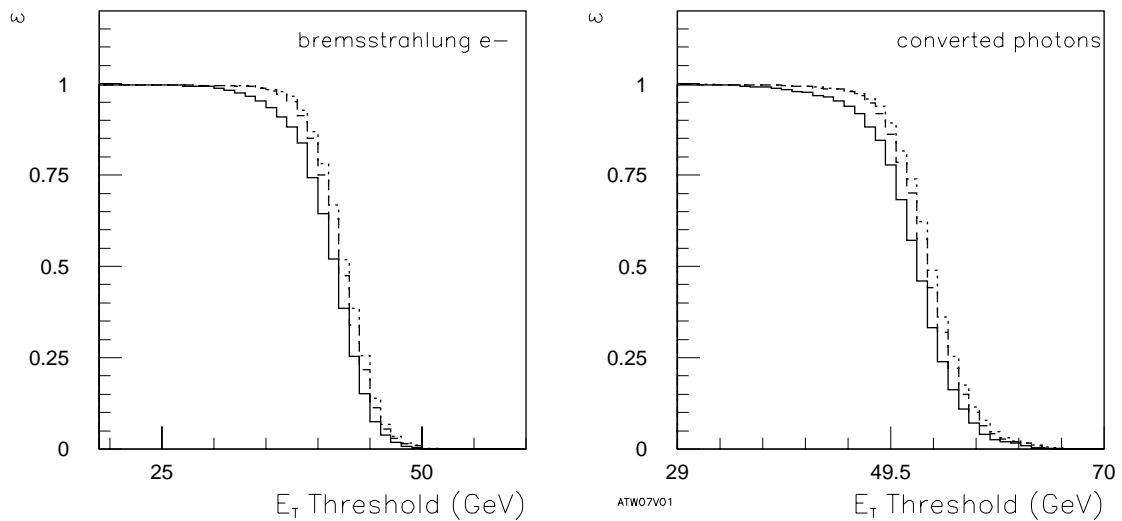 ε
bremsstrahlung e−
1
0.75
0.5
0.25
0
25
50
E_T Threshold (GeV)
ε
converted photons
1
0.75
0.5
0.25
0
29
49.5
70
E_T Threshold (GeV)
ATW07V01